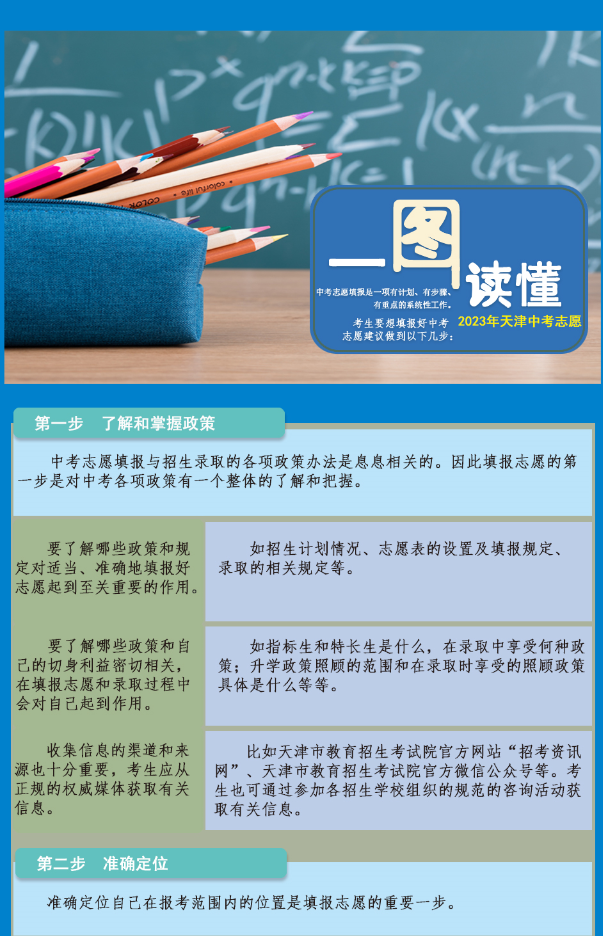 一图读懂
中考志愿填报是一项有计划、有步骤、
有重点的系统性工作。
考生要想填报好中考
志愿建议做到以下几步：
2023年天津中考志愿
第一步 了解和掌握政策
中考志愿填报与招生录取的各项政策办法是息息相关的。因此填报志愿的第
一步是对中考各项政策有一个整体的了解和把握。
要了解哪些政策和规
定对适当、准确地填报好
志愿起到至关重要的作用。
如招生计划情况、志愿表的设置及填报规定、
录取的相关规定等。
要了解哪些政策和自
己的切身利益密切相关，
在填报志愿和录取过程中
会对自己起到作用。
如指标生和特长生是什么，在录取中享受何种政
策；升学政策照顾的范围和在录取时享受的照顾政策
具体是什么等等。
收集信息的渠道和来
源也十分重要，考生应从
正规的权威媒体获取有关
信息。
比如天津市教育招生考试院官方网站“招考资讯
网”、天津市教育招生考试院官方微信公众号等。考
生也可通过参加各招生学校组织的规范的咨询活动获
取有关信息。
第二步 准确定位
准确定位自己在报考范围内的位置是填报志愿的重要一步。